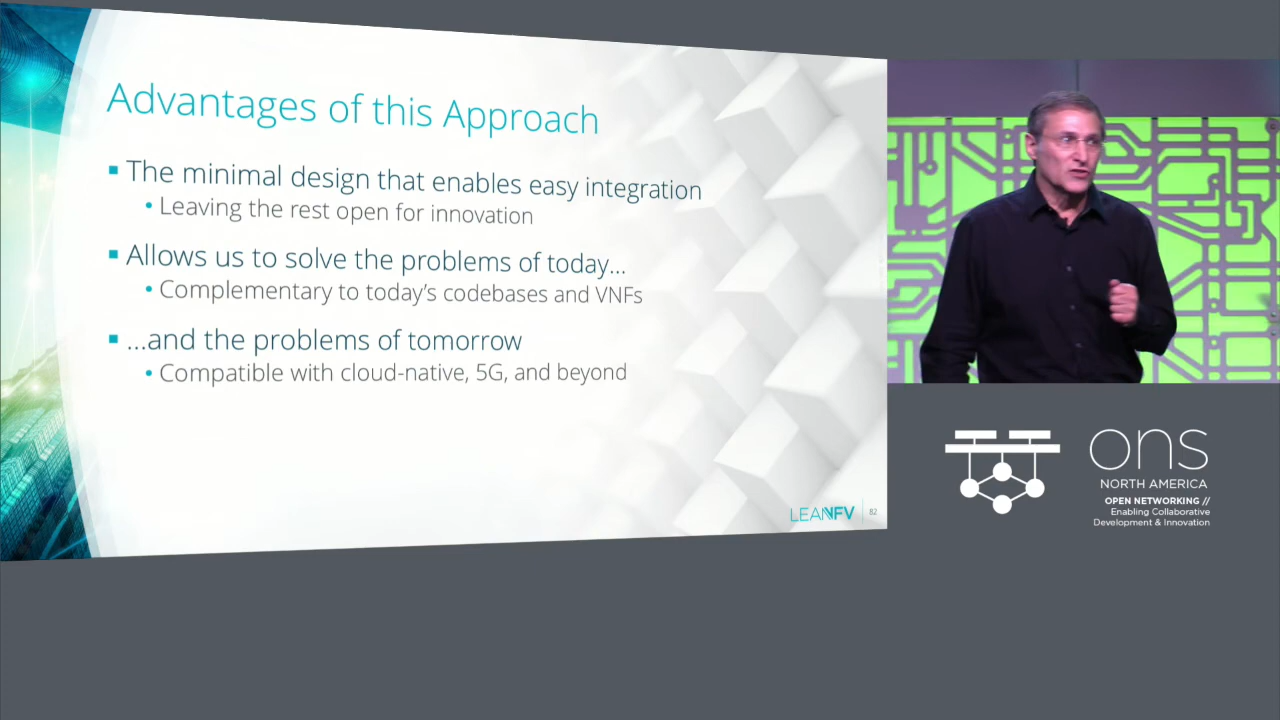 Advantages of this Approach
The minimal design that enables easy integration
Leaving the rest open for innovation
Allows us to solve the problems of today...
Complementary to today's codebases and VNFs
...and the problems of tomorrow
Compatible with cloud-native, 5G, and beyond
LEANFV
82
ons
NORTH AMERICA
OPEN NETWORKING //
Enabling Collaborative
Development & Innovation